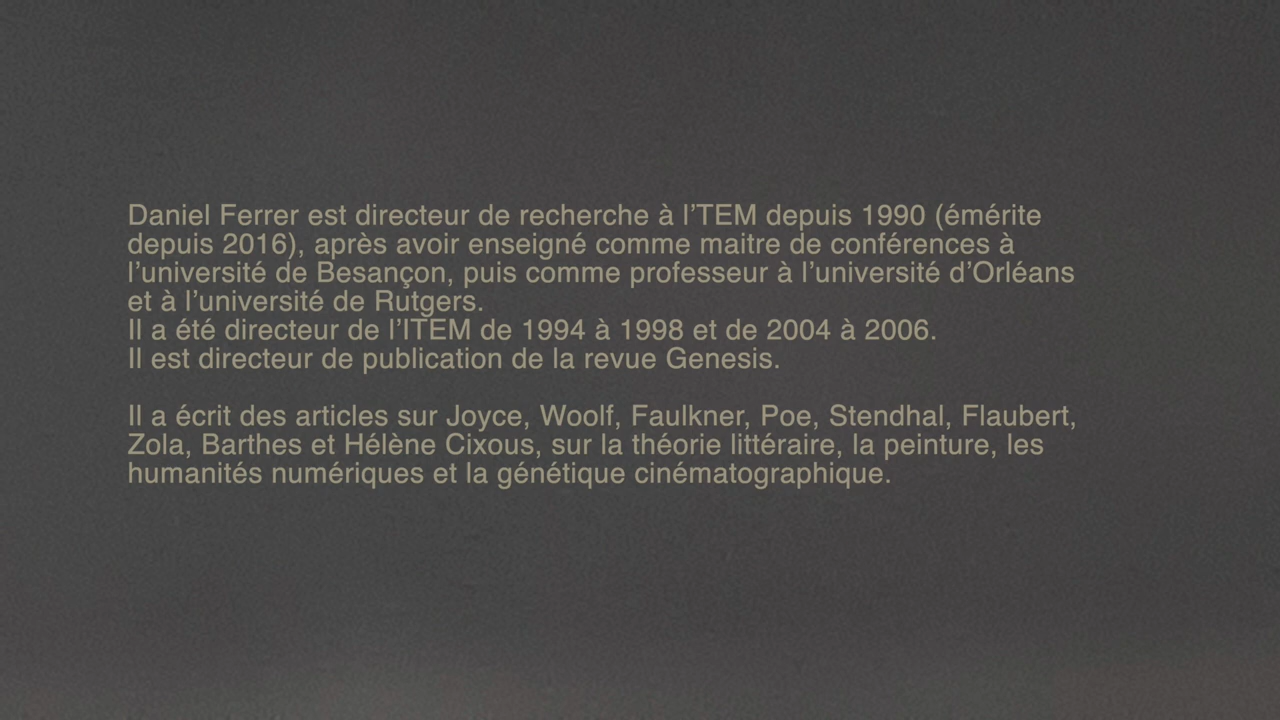 Daniel Ferrer est directeur de recherche à l’TEM depuis 1990 (émérite
depuis 2016), après avoir enseigné comme maitre de conférences à
l’université de Besançon, puis comme professeur à l’université d’Orléans
et à l’université de Rutgers.
Il a été directeur de l’ITEM de 1994 à 1998 et de 2004 à 2006.
Il est directeur de publication de la revue Genesis.
Il a écrit des articles sur Joyce, Woolf, Faulkner, Poe, Stendhal, Flaubert,
Zola, Barthes et Hélène Cixous, sur la théorie littéraire, la peinture, les
humanités numériques et la génétique cinématographique.